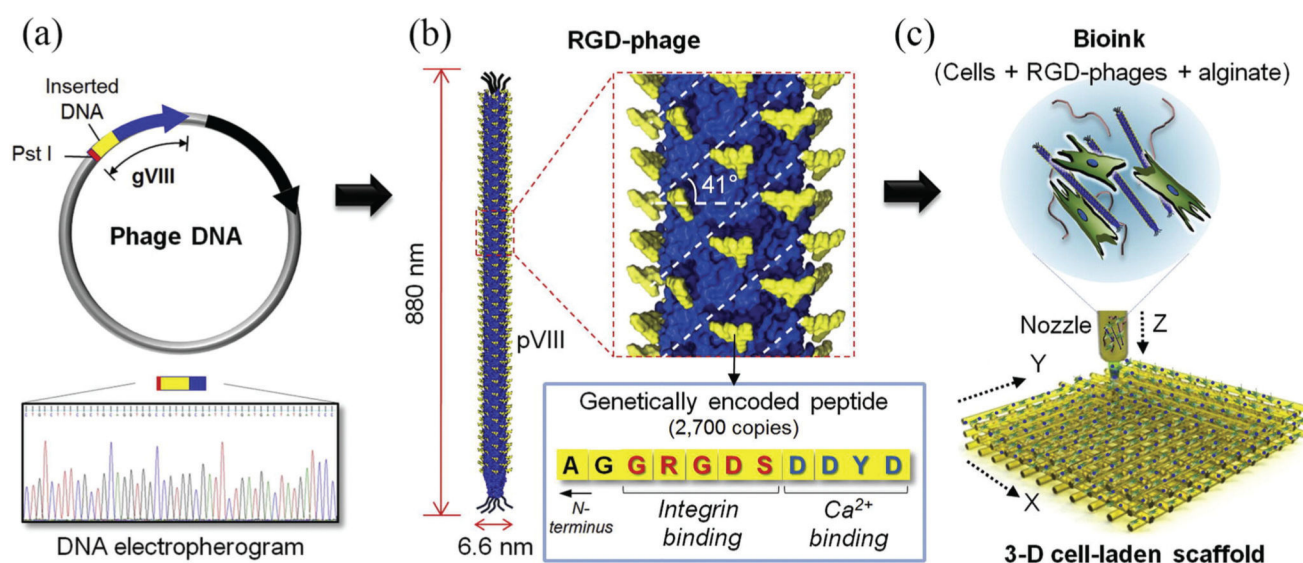 (a)
Inserted
DNA
Pst I
gVIII
Phage DNA
DNA electropherogram
(b)
RGD-phage
880 nm
6.6 nm
pVIII
41°
Genetically encoded peptide
(2,700 copies)
A G G R G D S D D Y D
N-
terminus
Integrin
binding
Ca²⁺
binding
(c)
Bioink
(Cells + RGD-phages + alginate)
Nozzle
Z
Y
X
3-D cell-laden scaffold